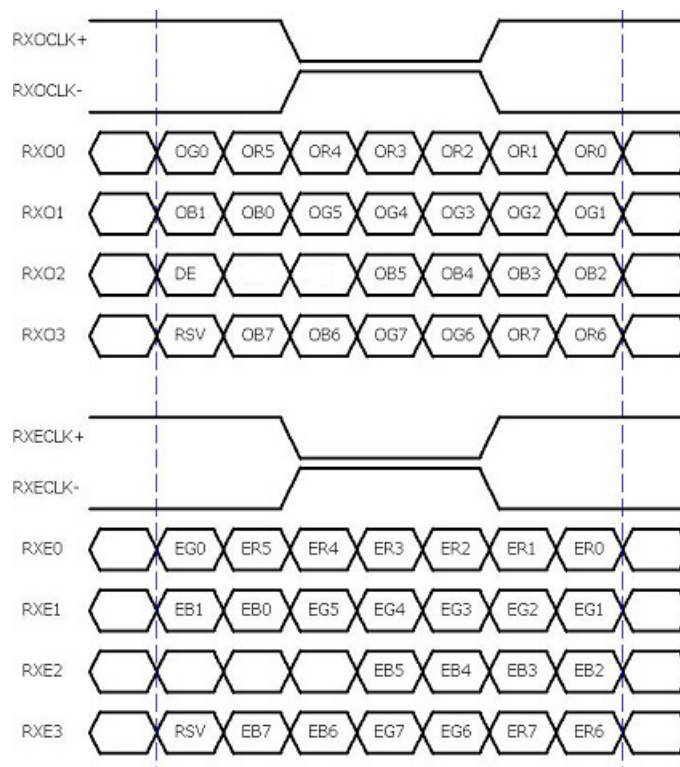 RXOCLK+
RXOCLK-
RXO0 OG0 OR5 OR4 OR3 OR2 OR1 OR0
RXO1 OB1 OB0 OG5 OG4 OG3 OG2 OG1
RXO2 DE OB5 OB4 OB3 OB2
RXO3 RSV OB7 OB6 OG7 OG6 OR7 OR6
RXECLK+
RXECLK-
RXE0 EG0 ER5 ER4 ER3 ER2 ER1 ER0
RXE1 EB1 EB0 EG5 EG4 EG3 EG2 EG1
RXE2 EB5 EB4 EB3 EB2
RXE3 RSV EB7 EB6 EG7 EG6 ER7 ER6